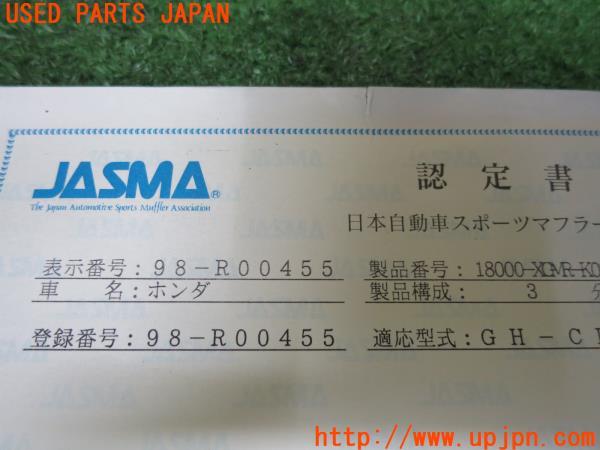 USED PARTS JAPAN
JASMA®
The Japan Automotive Sports Muffler Association
認定書
日本自動車スポーツマフラー
表示番号:98-R00455
製品番号:18000-XCMR-K0
車名:ホンダ
製品構成:3
登録番号:98-R00455
適応型式:GH-C
http://www.upjpn.com/